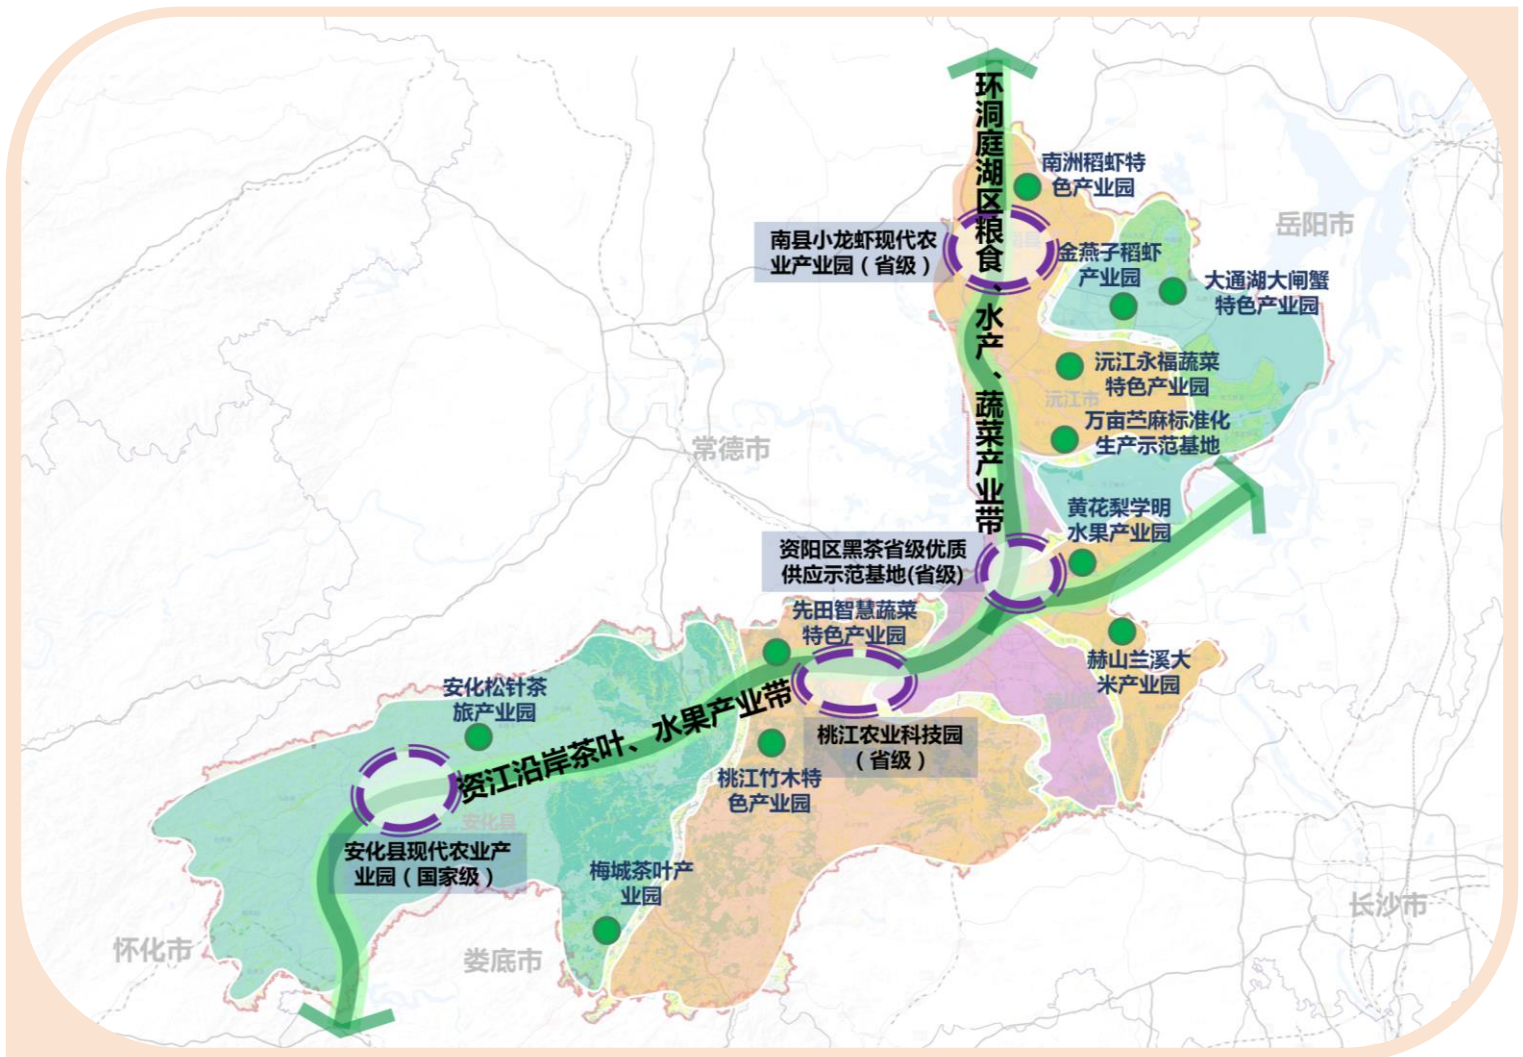 环洞庭湖区粮食、水产、蔬菜产业带
南洲稻虾特
色产业园
岳阳市
南县小龙虾现代农
业产业园（省级）
金燕子稻虾
产业园
大通湖大闸蟹
特色产业园
沅江永福蔬菜
特色产业园
沅江市
万亩苎麻标准化
生产示范基地
常德市
黄花梨学明
水果产业园
资阳区黑茶省级优质
供应示范基地(省级)
先田智慧蔬菜
特色产业园
赫山兰溪大
米产业园
安化松针茶
旅产业园
资江沿岸茶叶、水果产业带
桃江农业科技园
（省级）
桃江竹木特
色产业园
安化县
安化县现代农业产
业园（国家级）
梅城茶叶产
业园
长沙市
怀化市
娄底市